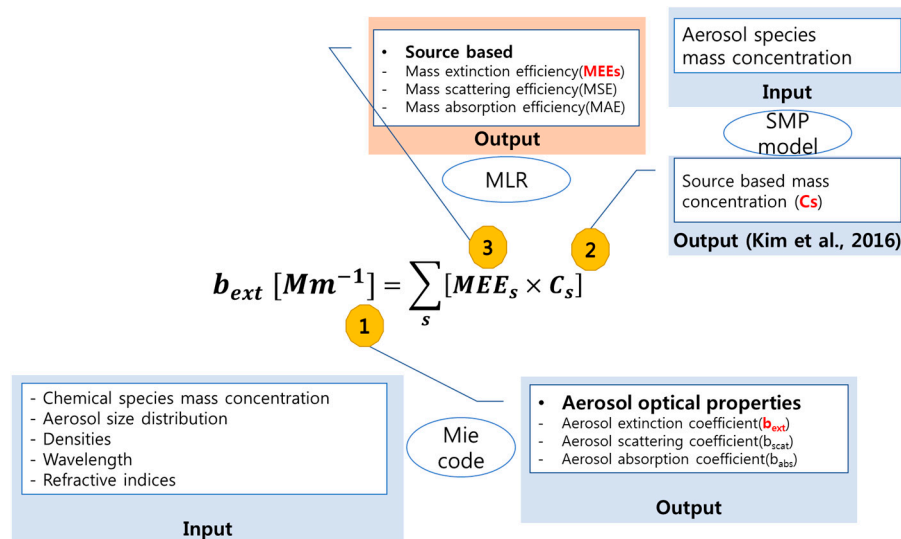 • Source based
- Mass extinction efficiency(MEEs)
- Mass scattering efficiency(MSE)
- Mass absorption efficiency(MAE)
Output
MLR
Aerosol species
mass concentration
Input
SMP
model
Source based mass
concentration (Cs)
Output (Kim et al., 2016)
3
2
b_ext [Mm⁻¹] = ∑_s [MEE_s × C_s]
1
- Chemical species mass concentration
- Aerosol size distribution
- Densities
- Wavelength
- Refractive indices
Input
Mie
code
• Aerosol optical properties
- Aerosol extinction coefficient(b_ext)
- Aerosol scattering coefficient(b_scat)
- Aerosol absorption coefficient(b_abs)
Output